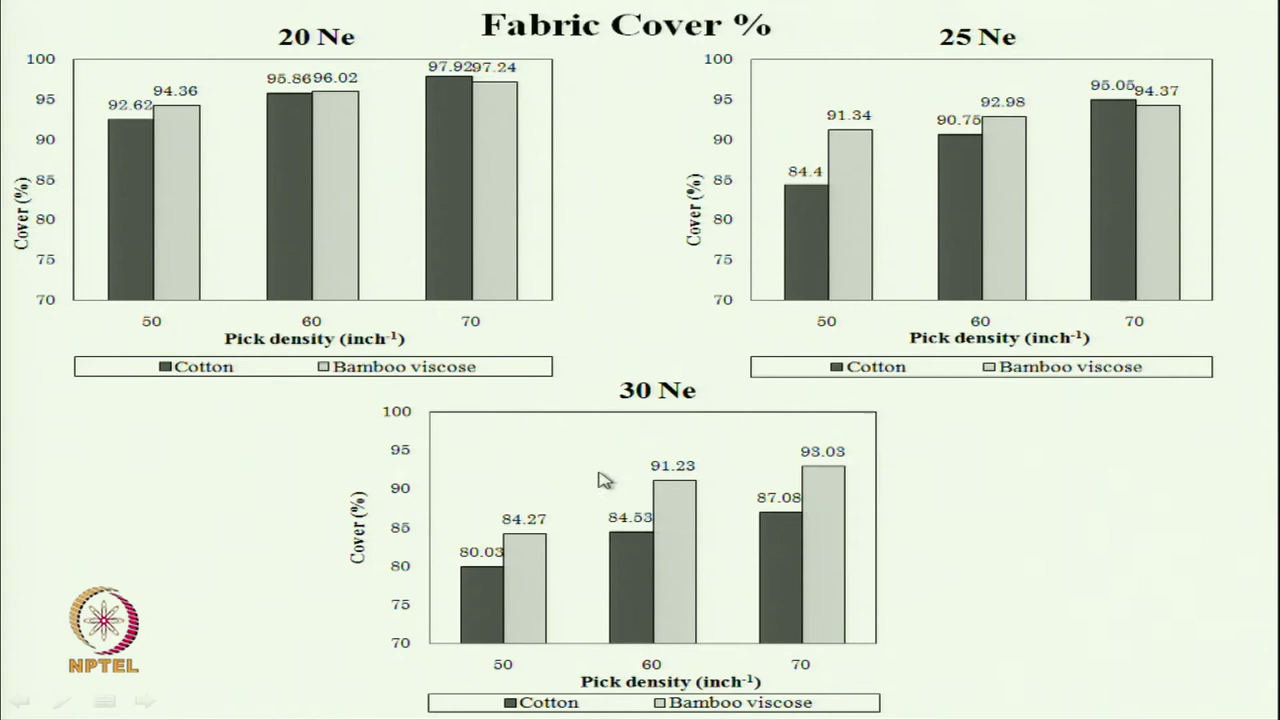 Fabric Cover %
20 Ne
100
95
90
85
80
75
70
Cover (%)
92.62
94.36
95.86
96.02
97.92
97.24
50
60
70
Pick density (inch-1)
Cotton
Bamboo viscose
25 Ne
100
95
90
85
80
75
70
Cover (%)
84.4
91.34
90.75
92.98
95.05
94.37
50
60
70
Pick density (inch-1)
Cotton
Bamboo viscose
30 Ne
100
95
90
85
80
75
70
Cover (%)
80.03
84.27
84.53
91.23
87.08
93.03
50
60
70
Pick density (inch-1)
Cotton
Bamboo viscose
NPTEL